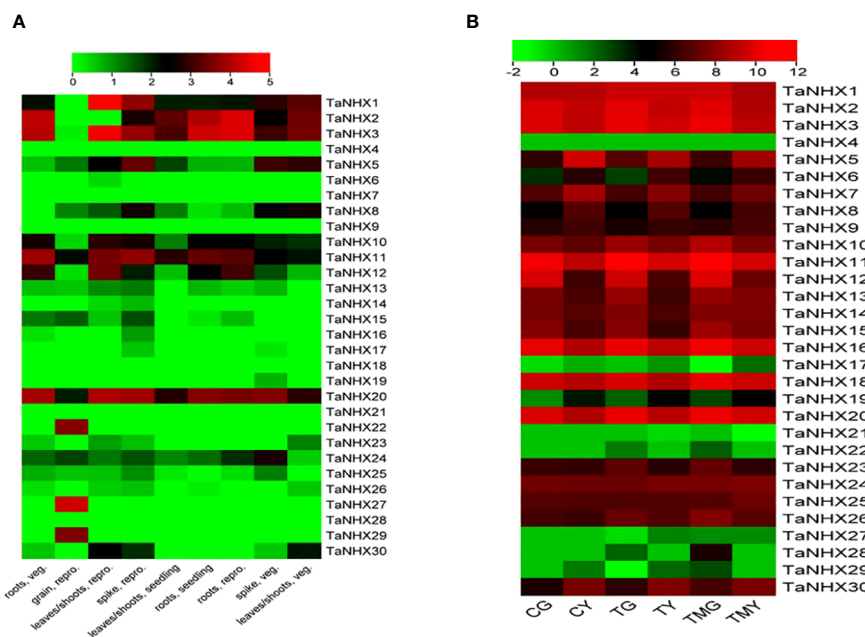 A
0 1 2 3 4 5
TaNHX1
TaNHX2
TaNHX3
TaNHX4
TaNHX5
TaNHX6
TaNHX7
TaNHX8
TaNHX9
TaNHX10
TaNHX11
TaNHX12
TaNHX13
TaNHX14
TaNHX15
TaNHX16
TaNHX17
TaNHX18
TaNHX19
TaNHX20
TaNHX21
TaNHX22
TaNHX23
TaNHX24
TaNHX25
TaNHX26
TaNHX27
TaNHX28
TaNHX29
TaNHX30
roots, veg.
grain, repro.
leaves/shoots, repro.
spike, repro.
leaves/shoots, seedling
roots, seedling
roots, repro.
spike, veg.
leaves/shoots, veg.
B
-2 0 2 4 6 8 10 12
TaNHX1
TaNHX2
TaNHX3
TaNHX4
TaNHX5
TaNHX6
TaNHX7
TaNHX8
TaNHX9
TaNHX10
TaNHX11
TaNHX12
TaNHX13
TaNHX14
TaNHX15
TaNHX16
TaNHX17
TaNHX18
TaNHX19
TaNHX20
TaNHX21
TaNHX22
TaNHX23
TaNHX24
TaNHX25
TaNHX26
TaNHX27
TaNHX28
TaNHX29
TaNHX30
CG
CY
TG
TY
TMG
TMY